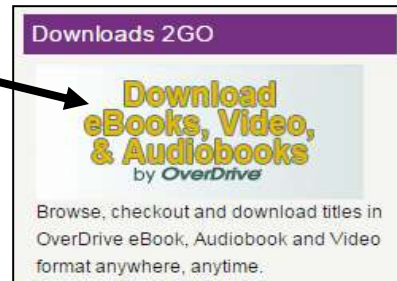 Downloads 2GO
Download
eBooks, Video,
& Audiobooks
by OverDrive
Browse, checkout and download titles in
OverDrive eBook, Audiobook and Video
format anywhere, anytime.